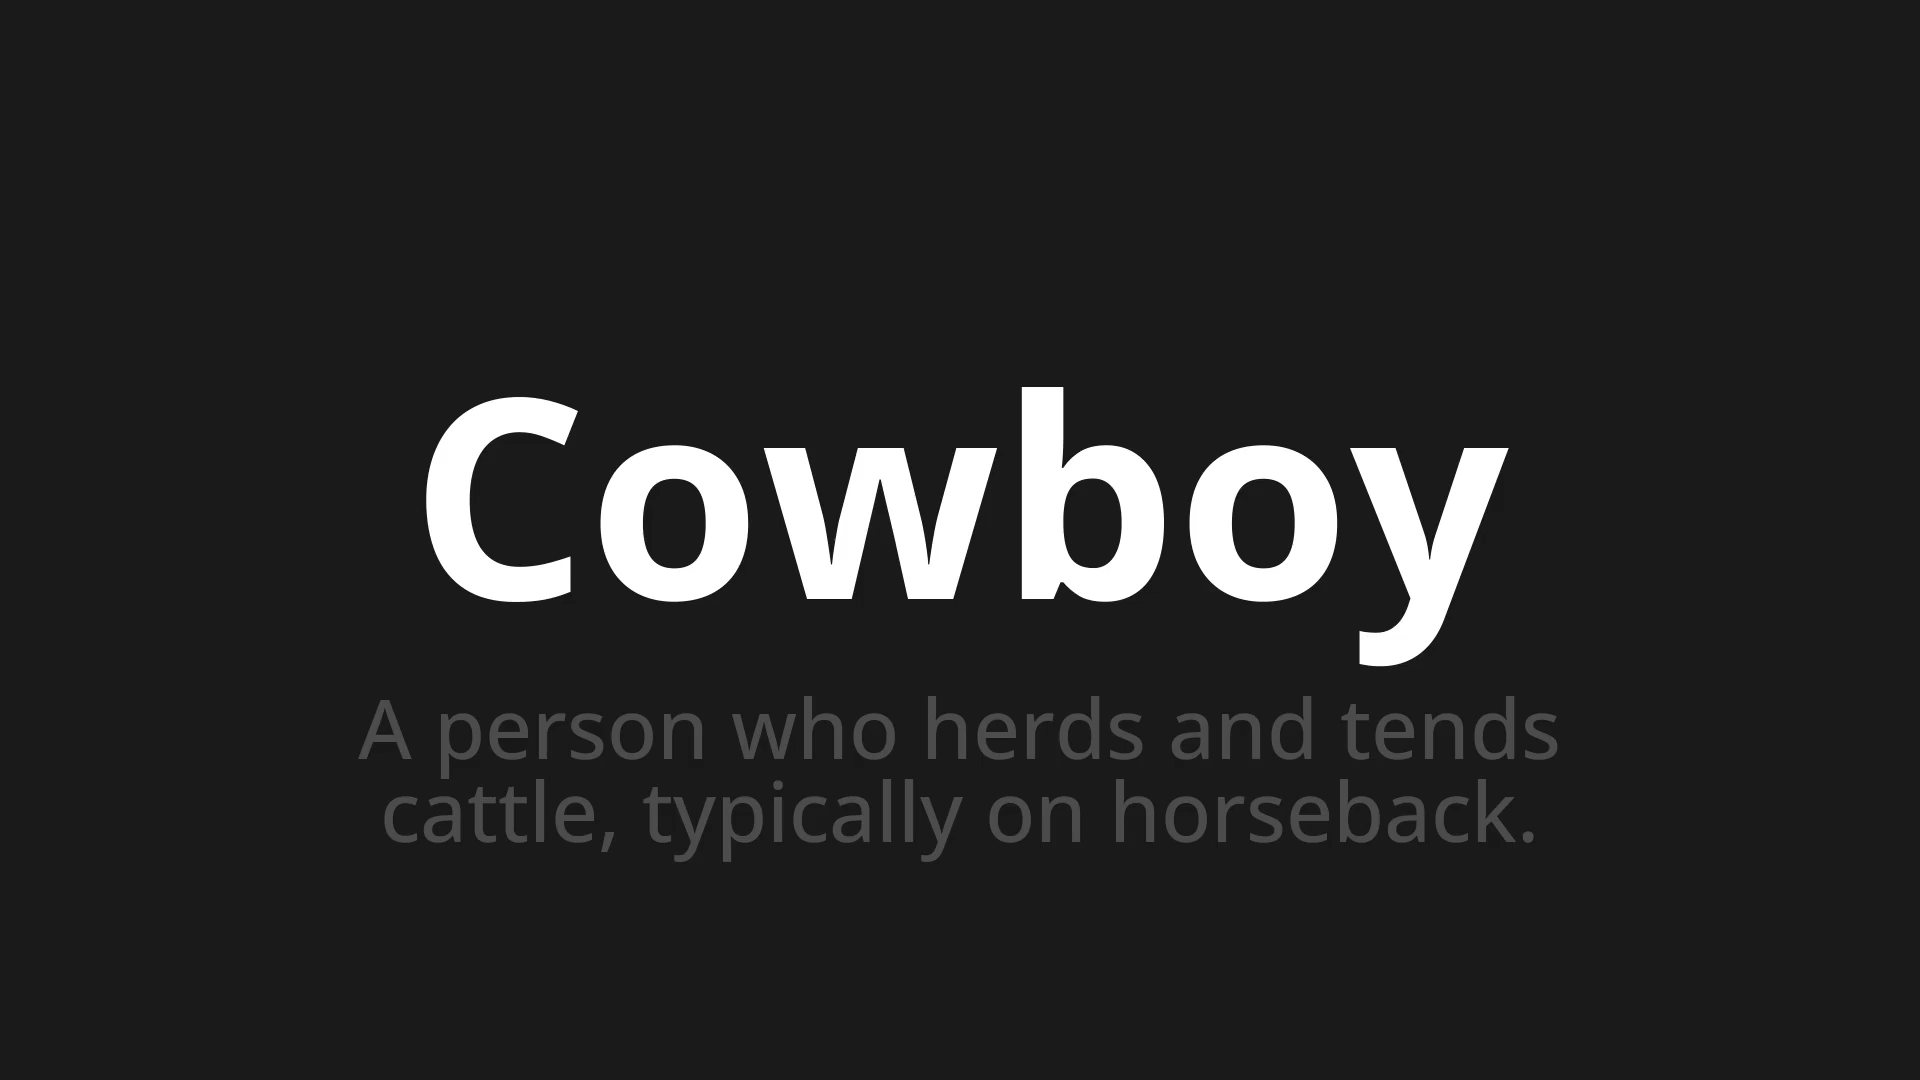 Cowboy
A person who herds and tends
cattle, typically on horseback.